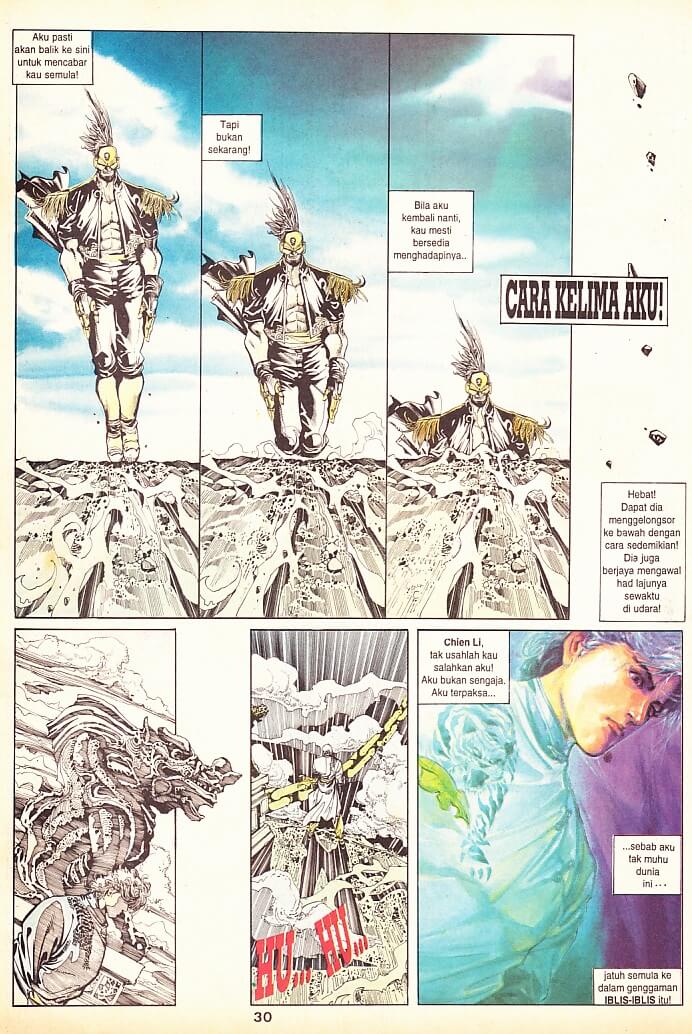 Aku pasti
akan balik ke sini
untuk mencabar
kau semula!
Tapi
bukan
sekarang!
Bila aku
kembali nanti,
kau mesti
bersedia
menghadapinya..
CARA KELIMA AKU!
Hebat!
Dapat dia
menggelongsor
ke bawah dengan
cara sedemikian!
Dia juga
berjaya mengawal
had lajunya
sewaktu
di udara!
Chien Li,
tak usahlah kau
salahkan aku!
Aku bukan sengaja.
Aku terpaksa...
HU... HU...
...sebab aku
tak muhu
dunia
ini ...
jatuh semula ke
dalam genggaman
IBLIS-IBLIS itu!
30